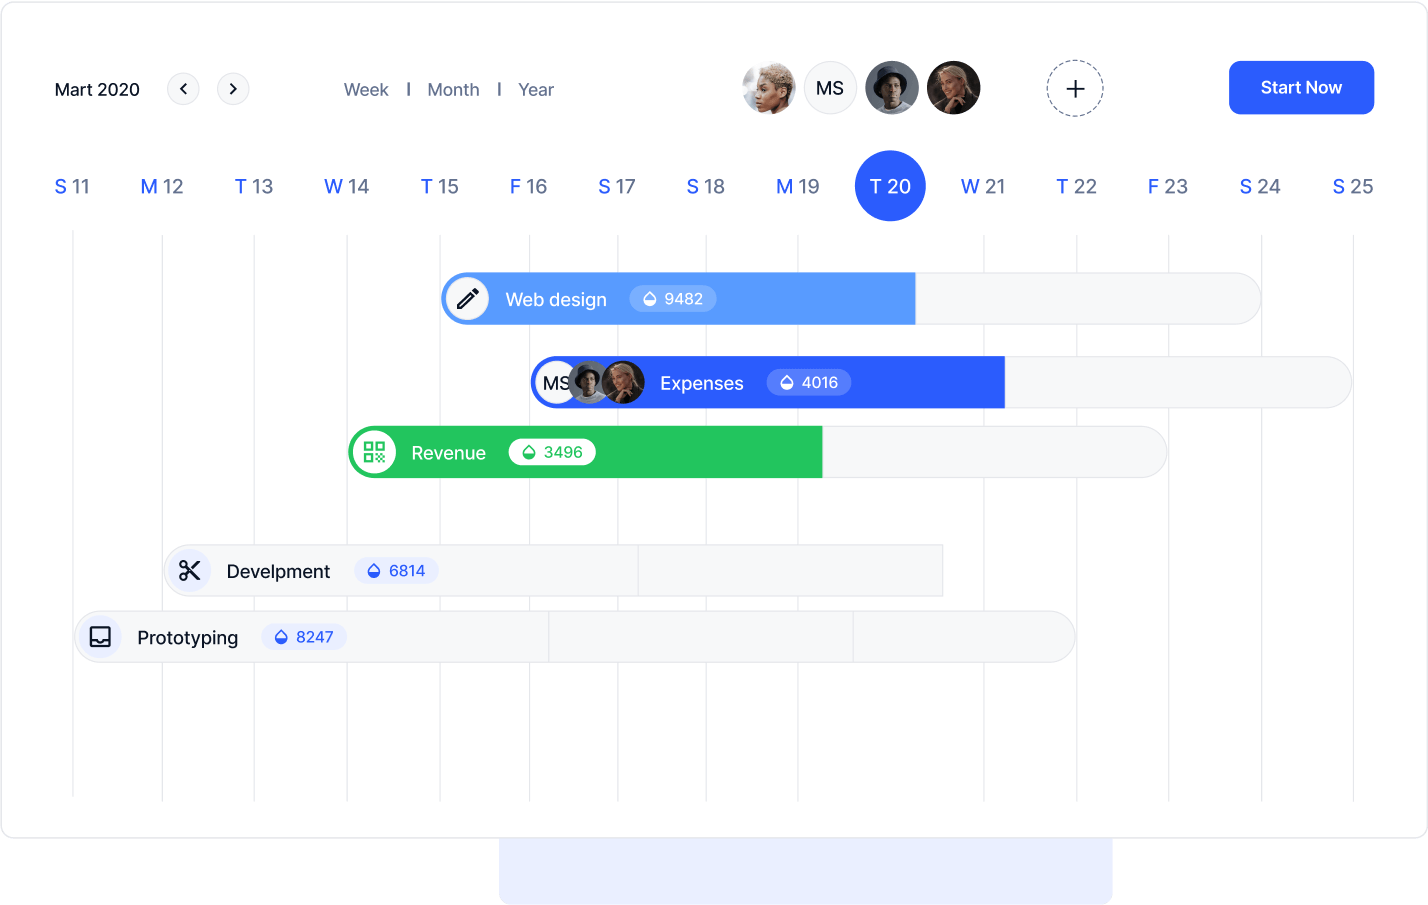 Mart 2020
Week | Month | Year
MS
Start Now
S 11 M 12 T 13 W 14 T 15 F 16 S 17 S 18 M 19 T 20 W 21 T 22 F 23 S 24 S 25
Web design 9482
MS Expenses 4016
Revenue 3496
Develpment 6814
Prototyping 8247